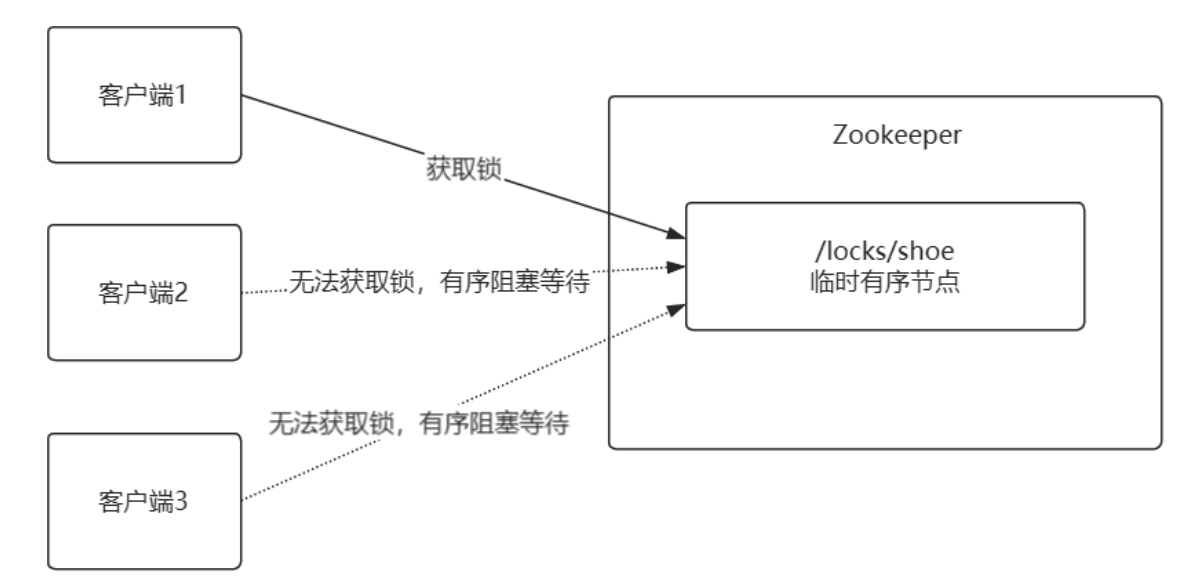 客户端1
获取锁
Zookeeper
/locks/shoe
临时有序节点
客户端2
无法获取锁，有序阻塞等待
无法获取锁，有序阻塞等待
客户端3